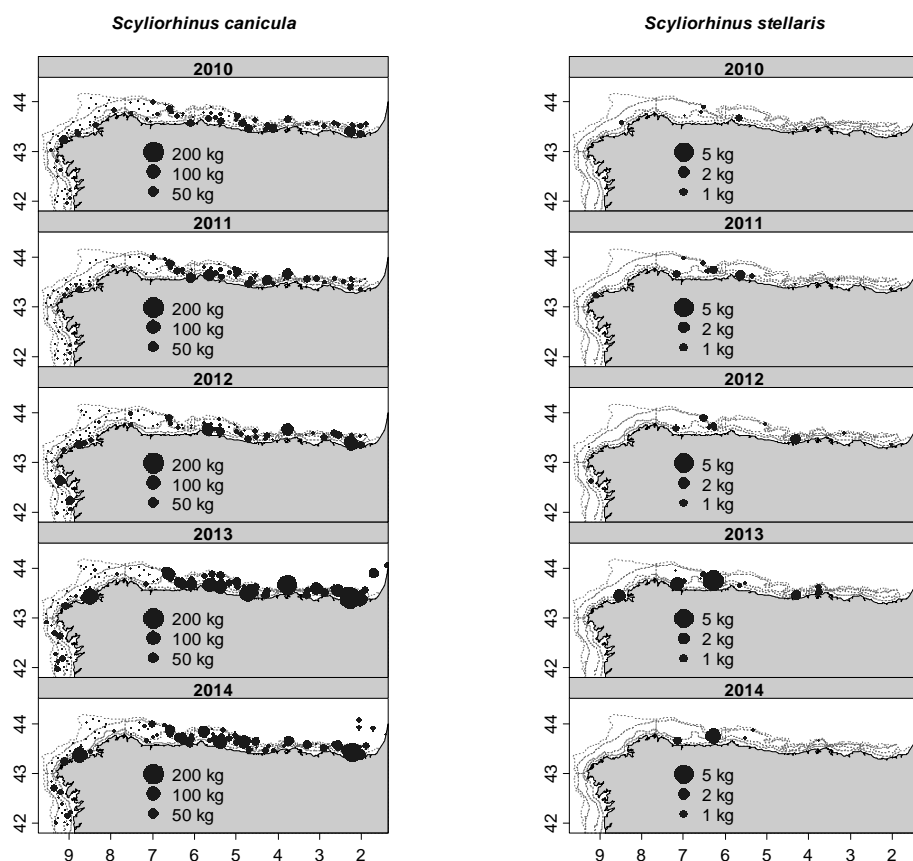 Scyliorhinus canicula
2010
44
43
42
200 kg
100 kg
50 kg
2011
44
43
42
200 kg
100 kg
50 kg
2012
44
43
42
200 kg
100 kg
50 kg
2013
44
43
42
200 kg
100 kg
50 kg
2014
44
43
42
200 kg
100 kg
50 kg
9 8 7 6 5 4 3 2
Scyliorhinus stellaris
2010
44
43
42
5 kg
2 kg
1 kg
2011
44
43
42
5 kg
2 kg
1 kg
2012
44
43
42
5 kg
2 kg
1 kg
2013
44
43
42
5 kg
2 kg
1 kg
2014
44
43
42
5 kg
2 kg
1 kg
9 8 7 6 5 4 3 2